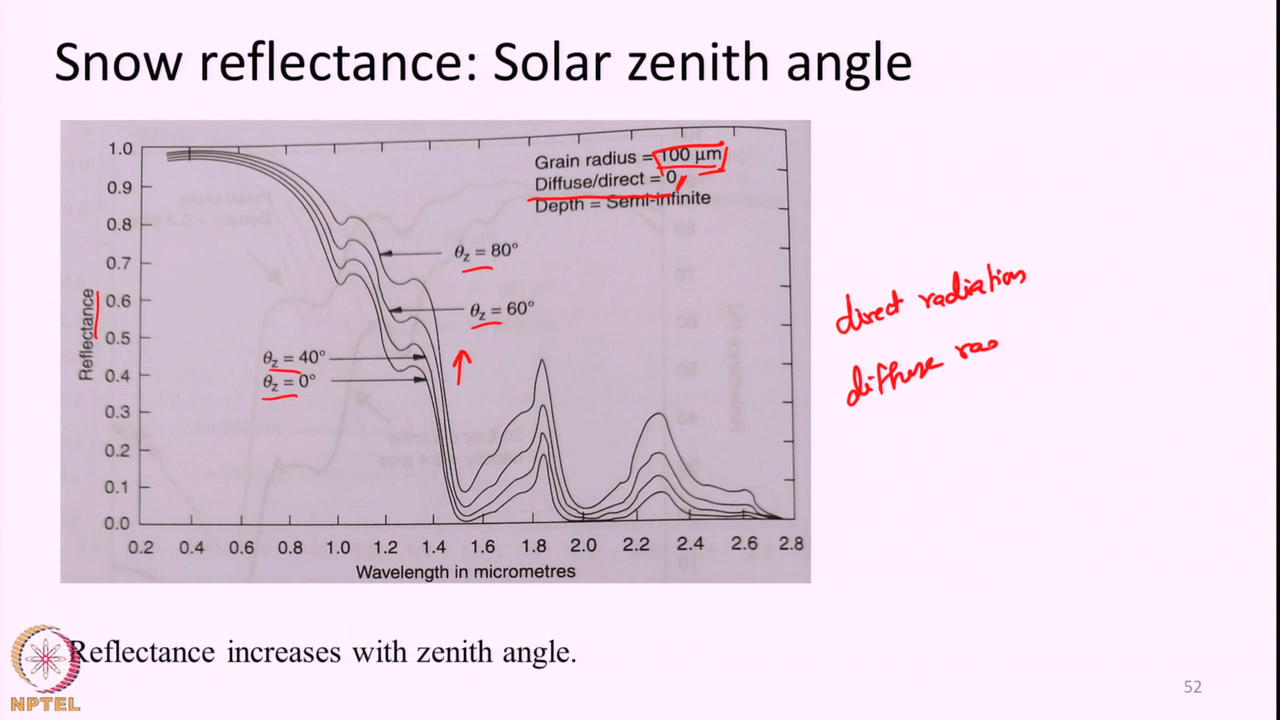 Snow reflectance: Solar zenith angle
Grain radius = 100 μm
Diffuse/direct = 0
Depth = Semi-infinite
1.0
0.9
0.8
0.7
0.6
0.5
0.4
0.3
0.2
0.1
0.0
Reflectance
θz = 80°
θz = 60°
θz = 40°
θz = 0°
0.2 0.4 0.6 0.8 1.0 1.2 1.4 1.6 1.8 2.0 2.2 2.4 2.6 2.8
Wavelength in micrometres
direct radiation
diffuse rad
Reflectance increases with zenith angle.
NPTEL
52